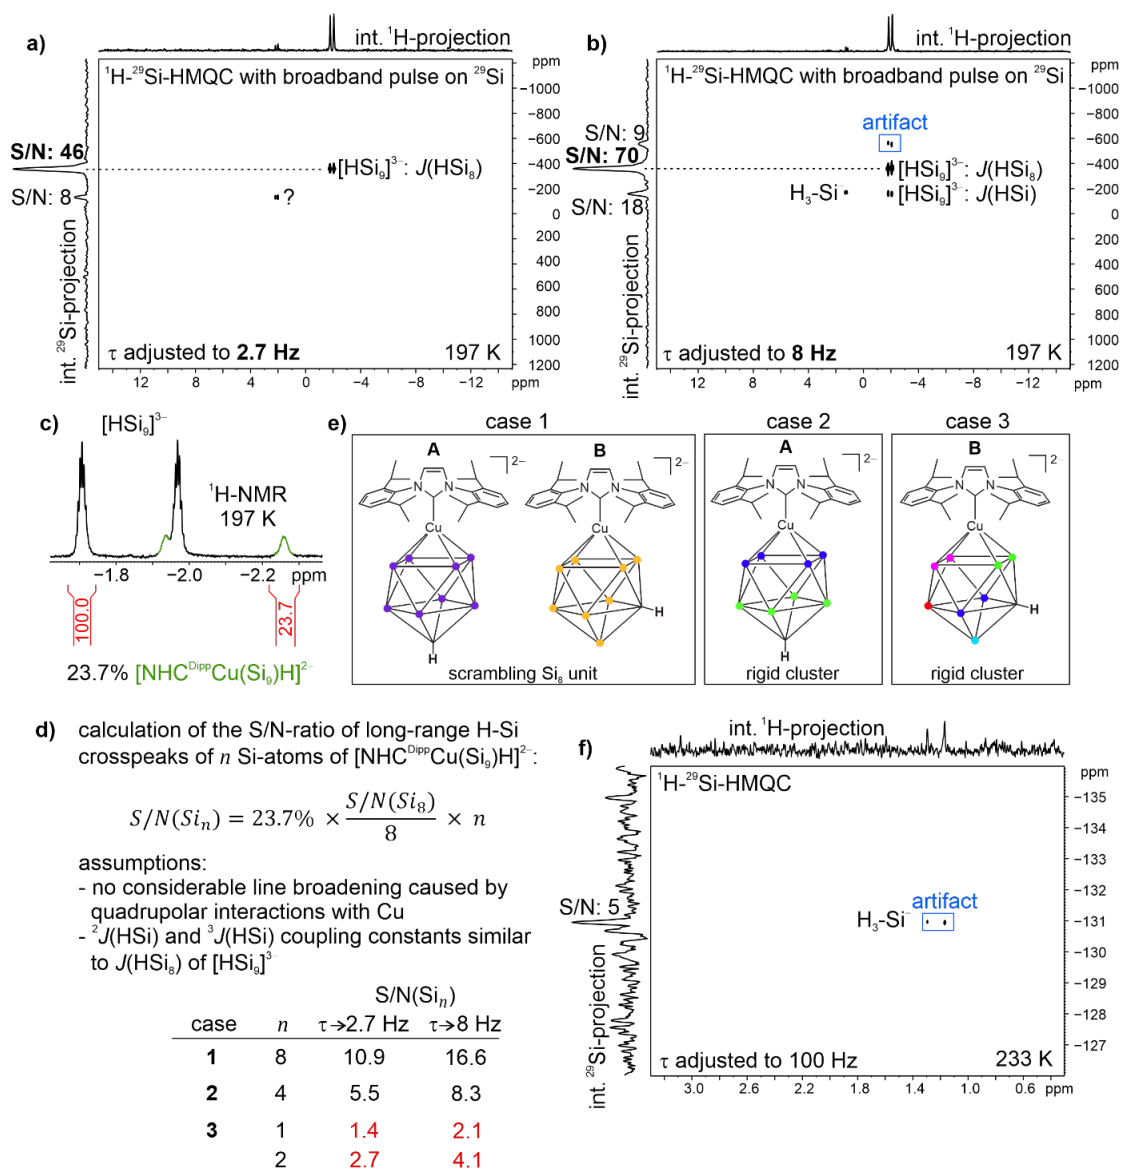 a)
int. ¹H-projection
¹H-²⁹Si-HMQC with broadband pulse on ²⁹Si
ppm
−1000
−800
−600
−400
−200
0
200
400
600
800
1000
1200
S/N: 46
S/N: 8
[HSi₉]³⁻: J(HSi₈)
?
int. ²⁹Si-projection
τ adjusted to 2.7 Hz
197 K
12 8 4 0 −4 −8 −12 ppm
b)
int. ¹H-projection
¹H-²⁹Si-HMQC with broadband pulse on ²⁹Si
ppm
−1000
−800
−600
−400
−200
0
200
400
600
800
1000
1200
artifact
S/N: 9
S/N: 70
[HSi₉]³⁻: J(HSi₈)
H₃-Si
[HSi₉]³⁻: J(HSi)
S/N: 18
int. ²⁹Si-projection
τ adjusted to 8 Hz
197 K
12 8 4 0 −4 −8 −12 ppm
c)
[HSi₉]³⁻
¹H-NMR
197 K
−1.8 −2.0 −2.2 ppm
100.0
23.7
23.7% [NHCᴰⁱᵖᵖCu(Si₉)H]²⁻
e)
case 1
A
B
2−
2−
N N
N N
Cu
Cu
H
H
scrambling Si₈ unit
case 2
A
2−
N N
Cu
H
rigid cluster
case 3
B
2−
N N
Cu
H
rigid cluster
d) calculation of the S/N-ratio of long-range H-Si
crosspeaks of n Si-atoms of [NHCᴰⁱᵖᵖCu(Si₉)H]²⁻:
S/N(Siₙ) = 23.7% × S/N(Si₈)/8 × n
assumptions:
- no considerable line broadening caused by
quadrupolar interactions with Cu
- ²J(HSi) and ³J(HSi) coupling constants similar
to J(HSi₈) of [HSi₉]³⁻
S/N(Siₙ)
case n τ→2.7 Hz τ→8 Hz
1 8 10.9 16.6
2 4 5.5 8.3
3 1 1.4 2.1
2 2.7 4.1
f)
int. ¹H-projection
¹H-²⁹Si-HMQC
ppm
−135
−134
−133
−132
−131
−130
−129
−128
−127
S/N: 5
artifact
H₃-Si⁻
int. ²⁹Si-projection
τ adjusted to 100 Hz
233 K
3.0 2.6 2.2 1.8 1.4 1.0 0.6 ppm